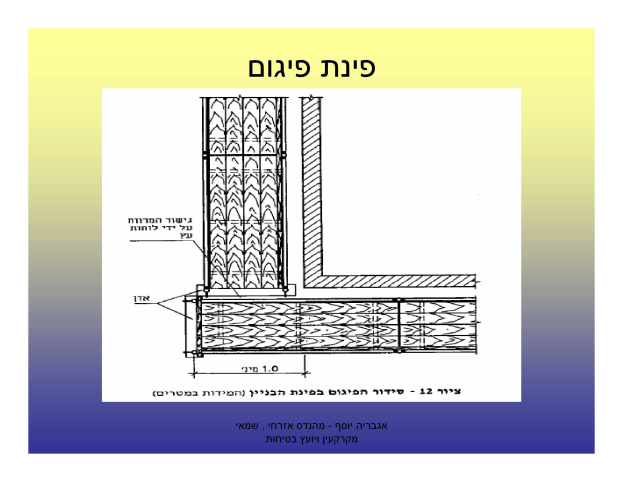 פינת פיגום
גישור המרווח
על ידי לוחות
עץ
אדן
1.0 מיני
ציור 12 - סידור הפיגום בפינת הבניין (המידות במטרים)
אגבריה יוסף - מהנדס אזרחי , שמאי
מקרקעין ויועץ בטיחות